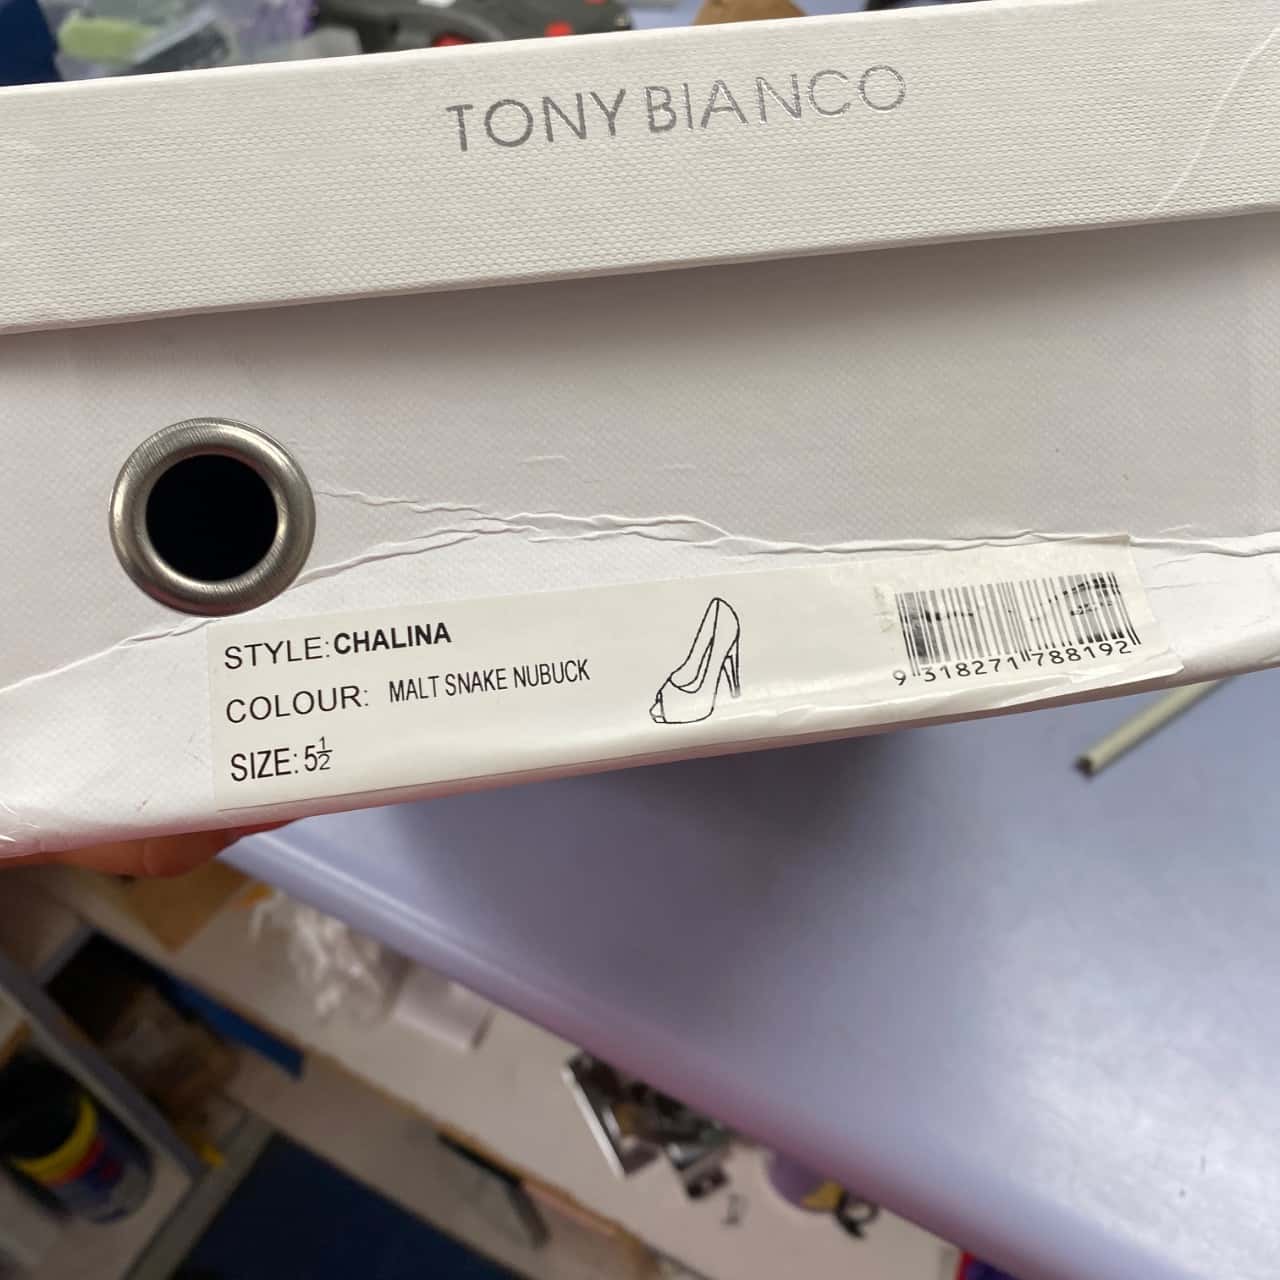 TONY BIANCO
STYLE: CHALINA
COLOUR: MALT SNAKE NUBUCK
SIZE: 5½
9 318271 788192